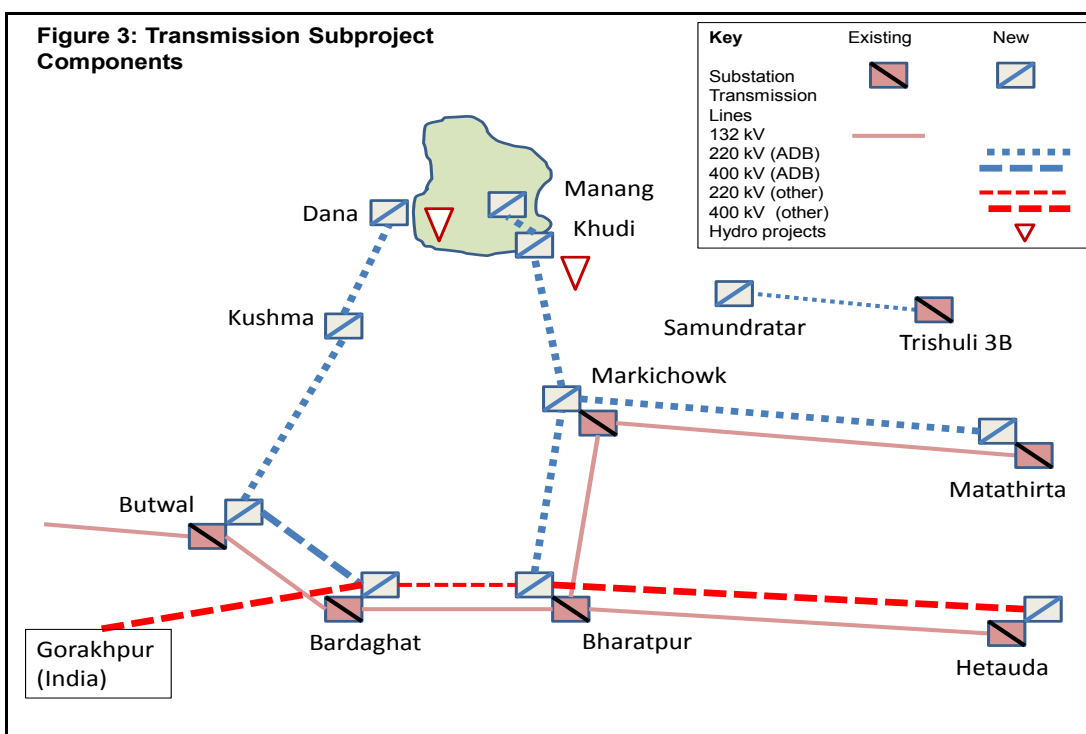 Figure 3: Transmission Subproject
Components
Key Existing New
Substation
Transmission
Lines
132 kV
220 kV (ADB)
400 kV (ADB)
220 kV (other)
400 kV (other)
Hydro projects
Manang
Dana
Khudi
Kushma
Samundratar
Trishuli 3B
Markichowk
Butwal
Matathirta
Gorakhpur
(India)
Bardaghat
Bharatpur
Hetauda